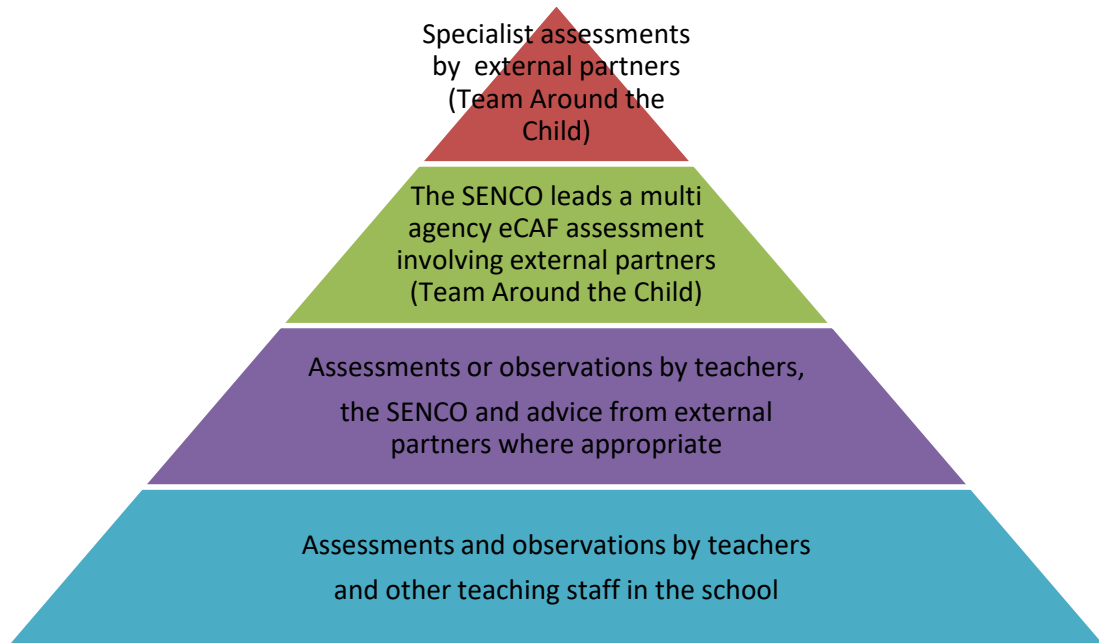 Specialist assessments
by external partners
(Team Around the
Child)
The SENCO leads a multi
agency eCAF assessment
involving external partners
(Team Around the Child)
Assessments or observations by teachers,
the SENCO and advice from external
partners where appropriate
Assessments and observations by teachers
and other teaching staff in the school